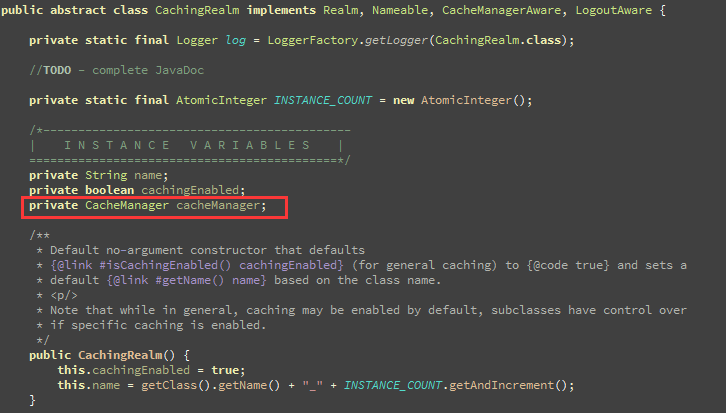 public abstract class CachingRealm implements Realm, Nameable, CacheManagerAware, LogoutAware {
private static final Logger log = LoggerFactory.getLogger(CachingRealm.class);
//TODO - complete JavaDoc
private static final AtomicInteger INSTANCE_COUNT = new AtomicInteger();
/*--------------------------------------------
|    I N S T A N C E   V A R I A B L E S    |
============================================*/
private String name;
private boolean cachingEnabled;
private CacheManager cacheManager;
/**
* Default no-argument constructor that defaults
* {@link #isCachingEnabled() cachingEnabled} (for general caching) to {@code true} and sets a
* default {@link #getName() name} based on the class name.
* <p/>
* Note that while in general, caching may be enabled by default, subclasses have control over
* if specific caching is enabled.
*/
public CachingRealm() {
this.cachingEnabled = true;
this.name = getClass().getName() + "_" + INSTANCE_COUNT.getAndIncrement();
}